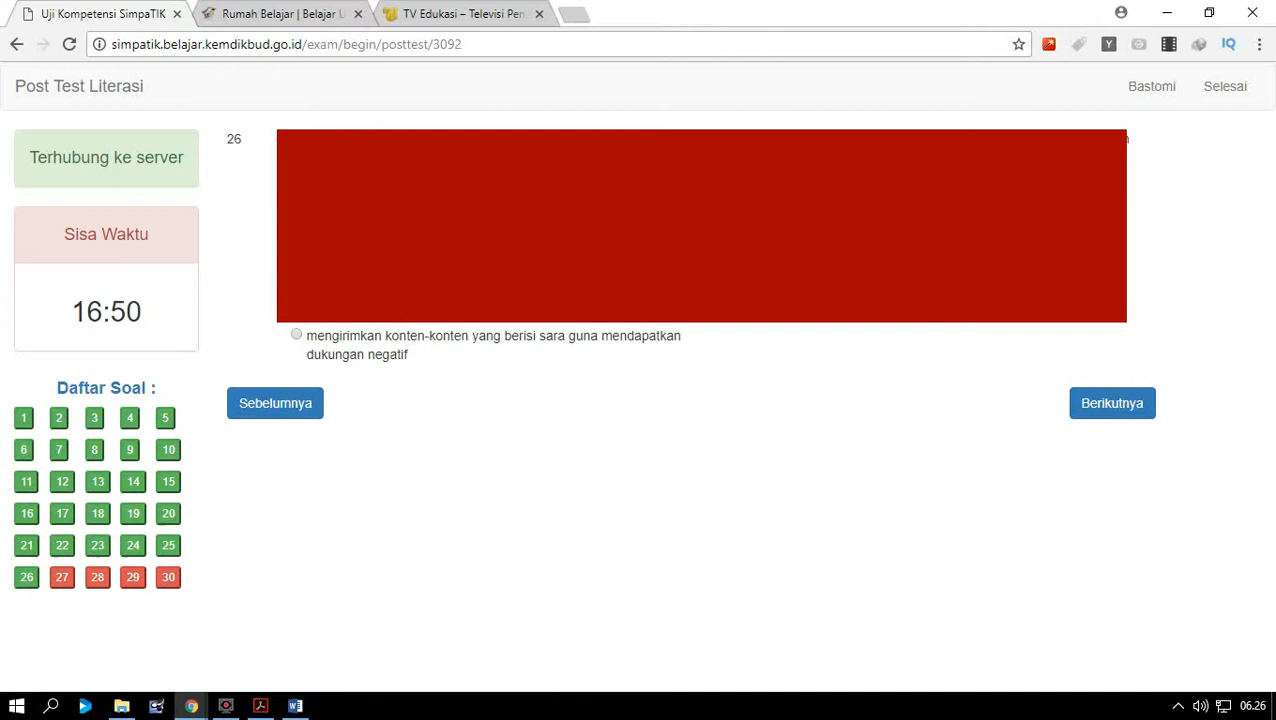 Uji Kompetensi SimpaTIK
Rumah Belajar | Belajar
TV Edukasi – Televisi Pen
simpatik.belajar.kemdikbud.go.id/exam/begin/posttest/3092
Y
IQ
Post Test Literasi
Bastomi
Selesai
Terhubung ke server
26
Sisa Waktu
16:50
mengirimkan konten-konten yang berisi sara guna mendapatkan
dukungan negatif
Sebelumnya
Berikutnya
Daftar Soal :
1 2 3 4 5
6 7 8 9 10
11 12 13 14 15
16 17 18 19 20
21 22 23 24 25
26 27 28 29 30
06.26